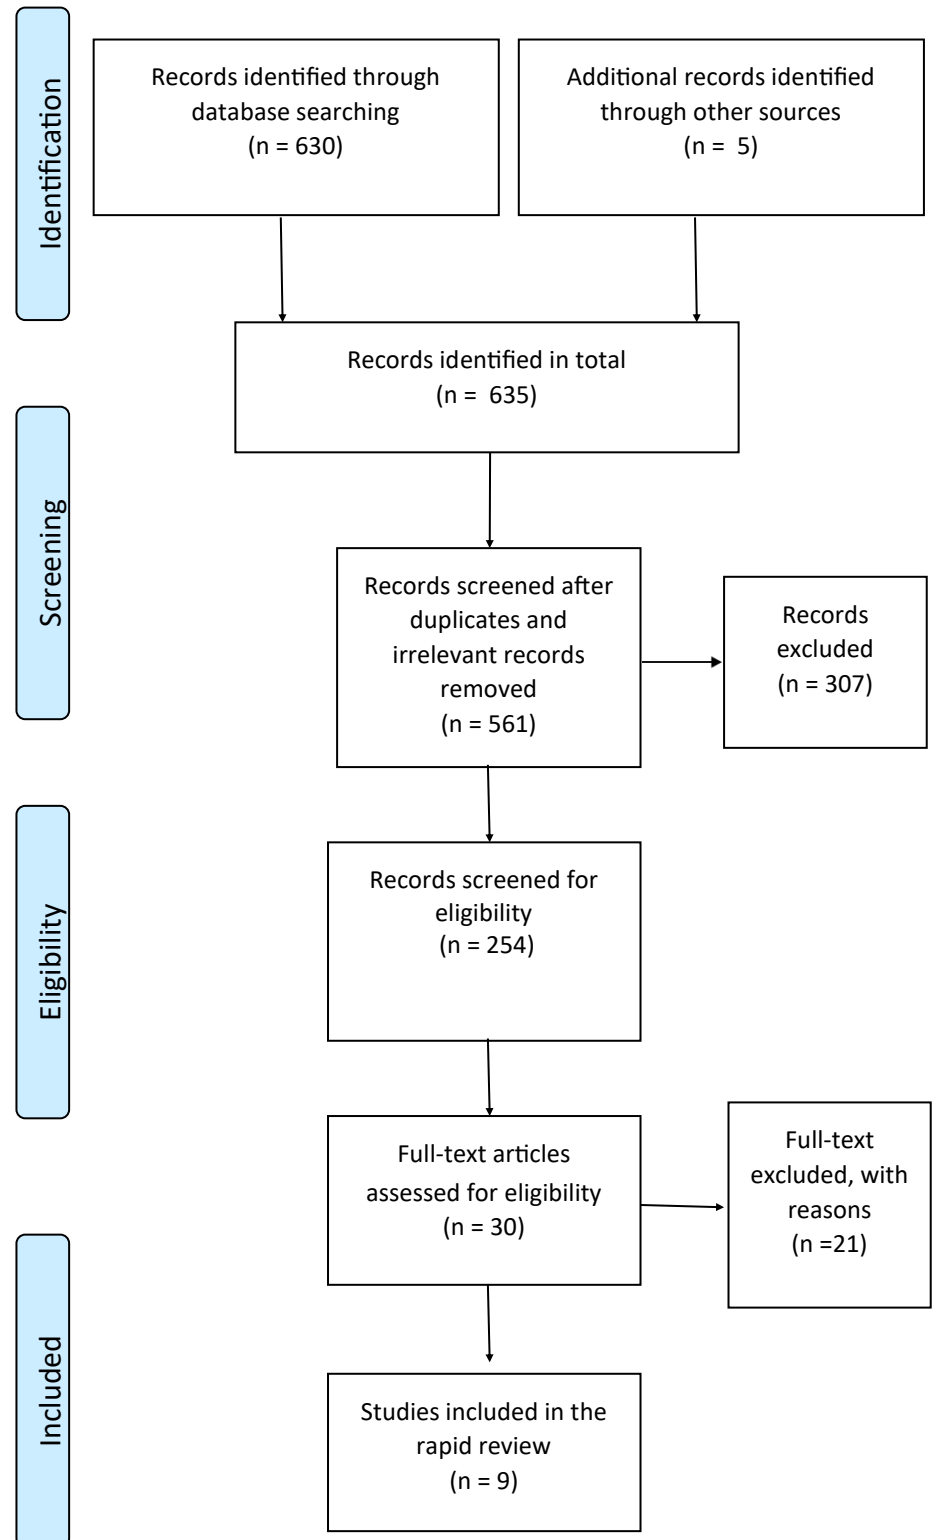 Identification
Records identified through
database searching
(n = 630)
Additional records identified
through other sources
(n =  5)
Records identified in total
(n =  635)
Screening
Records screened after
duplicates and
irrelevant records
removed
(n = 561)
Records
excluded
(n = 307)
Eligibility
Records screened for
eligibility
(n = 254)
Full-text articles
assessed for eligibility
(n = 30)
Full-text
excluded, with
reasons
(n =21)
Included
Studies included in the
rapid review
(n = 9)